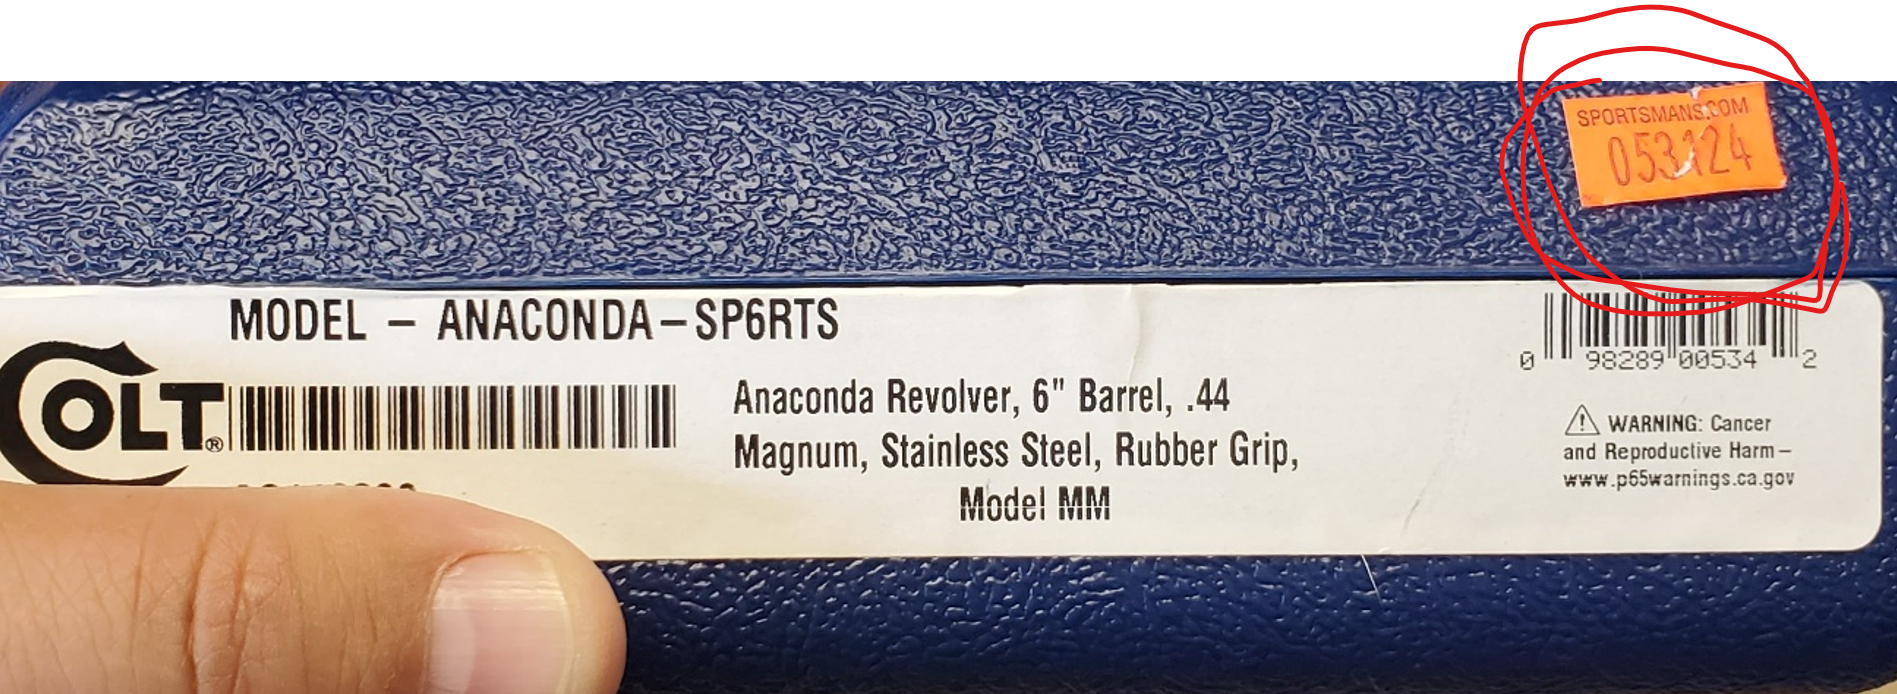 SPORTSMANS.COM
053124
MODEL – ANACONDA–SP6RTS
COLT®
Anaconda Revolver, 6" Barrel, .44
Magnum, Stainless Steel, Rubber Grip,
Model MM
0 98289 00534 2
⚠ WARNING: Cancer
and Reproductive Harm –
www.p65warnings.ca.gov